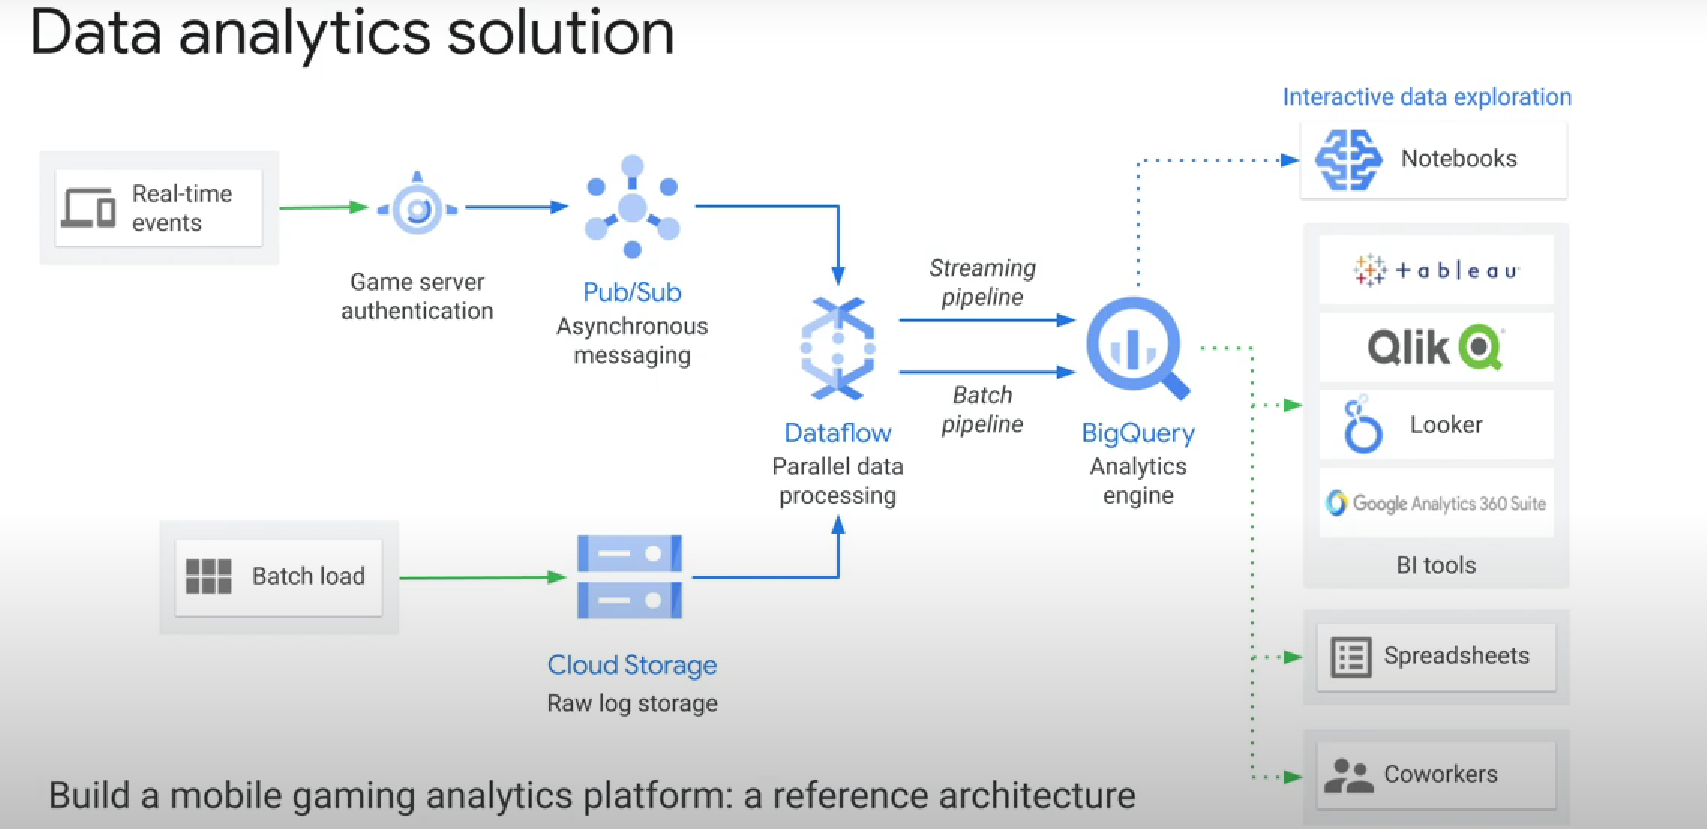 Data analytics solution
Interactive data exploration
Notebooks
Real-time
events
Game server
authentication
Pub/Sub
Asynchronous
messaging
Streaming
pipeline
Batch
pipeline
Dataflow
Parallel data
processing
BigQuery
Analytics
engine
tableau
Qlik
Looker
Google Analytics 360 Suite
BI tools
Batch load
Cloud Storage
Raw log storage
Spreadsheets
Coworkers
Build a mobile gaming analytics platform: a reference architecture